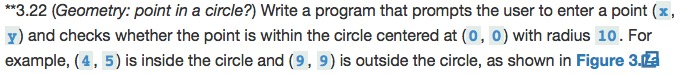 **3.22 (Geometry: point in a circle?) Write a program that prompts the user to enter a point (x,
y) and checks whether the point is within the circle centered at (0, 0) with radius 10. For
example, (4, 5) is inside the circle and (9, 9) is outside the circle, as shown in Figure 3.